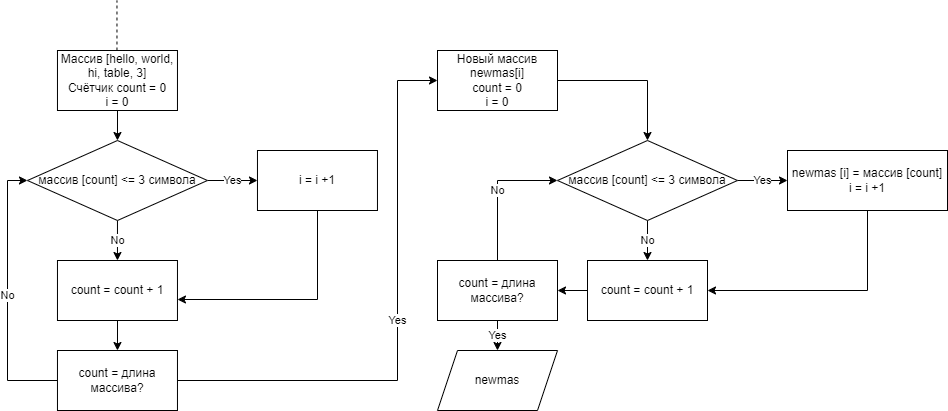 Массив [hello, world,
hi, table, 3]
Счётчик count = 0
i = 0
массив [count] <= 3 символа
Yes
i = i +1
No
count = count + 1
No
count = длина
массива?
Yes
Новый массив
newmas[i]
count = 0
i = 0
массив [count] <= 3 символа
Yes
newmas [i] = массив [count]
i = i +1
No
No
count = длина
массива?
count = count + 1
Yes
newmas